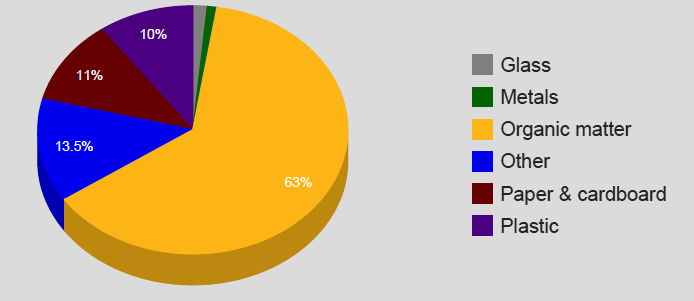 10%
11%
13.5%
63%
Glass
Metals
Organic matter
Other
Paper & cardboard
Plastic